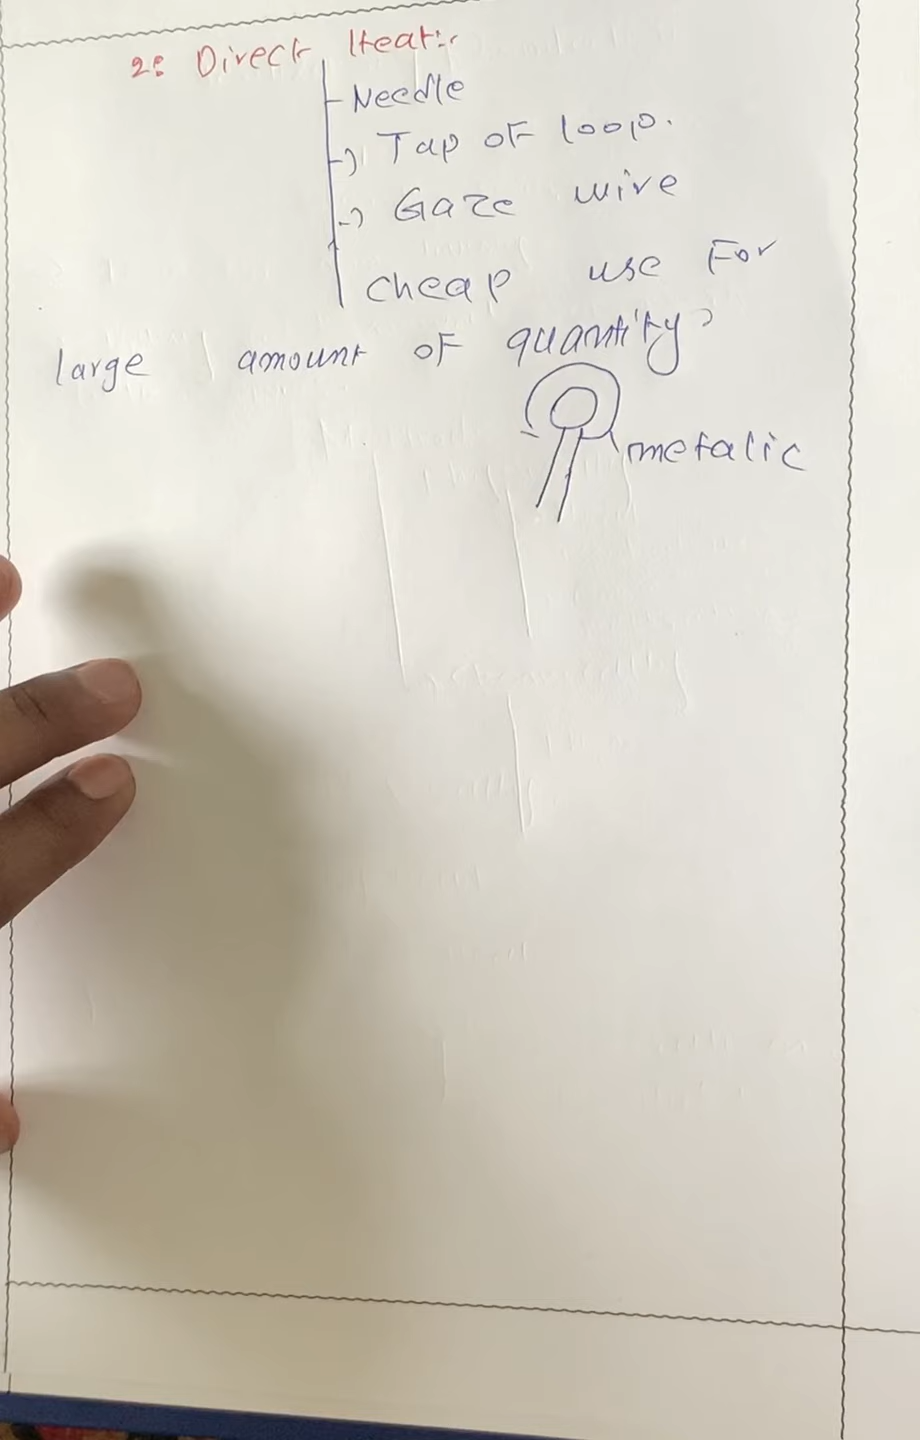 2: Direct Heat:-
Needle
-) Tap of loop.
-) Gaze wire
cheap use For
large amount of quantity?
metalic